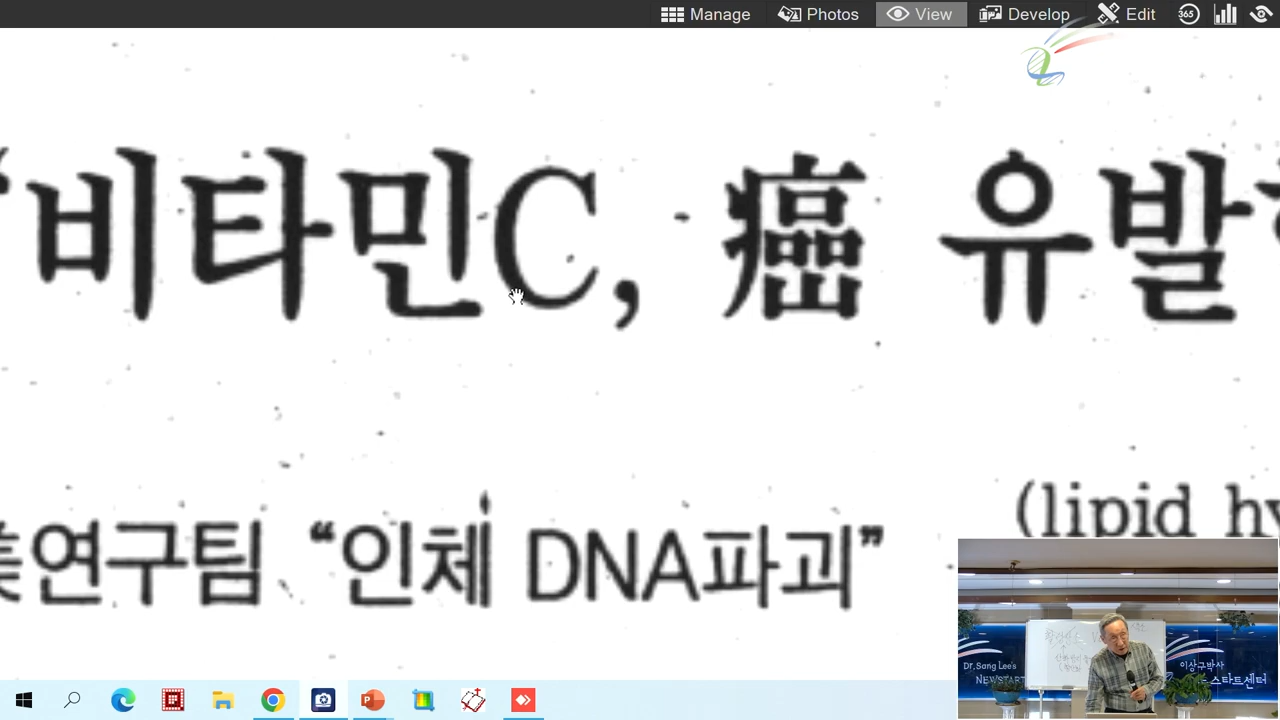 Manage Photos View Develop Edit 365
“비타민C, 癌 유발
美연구팀, “인체 DNA파괴”
(lipid hy
Dr.Sang Lee's
NEWSTART
이상구박사
스타트센터